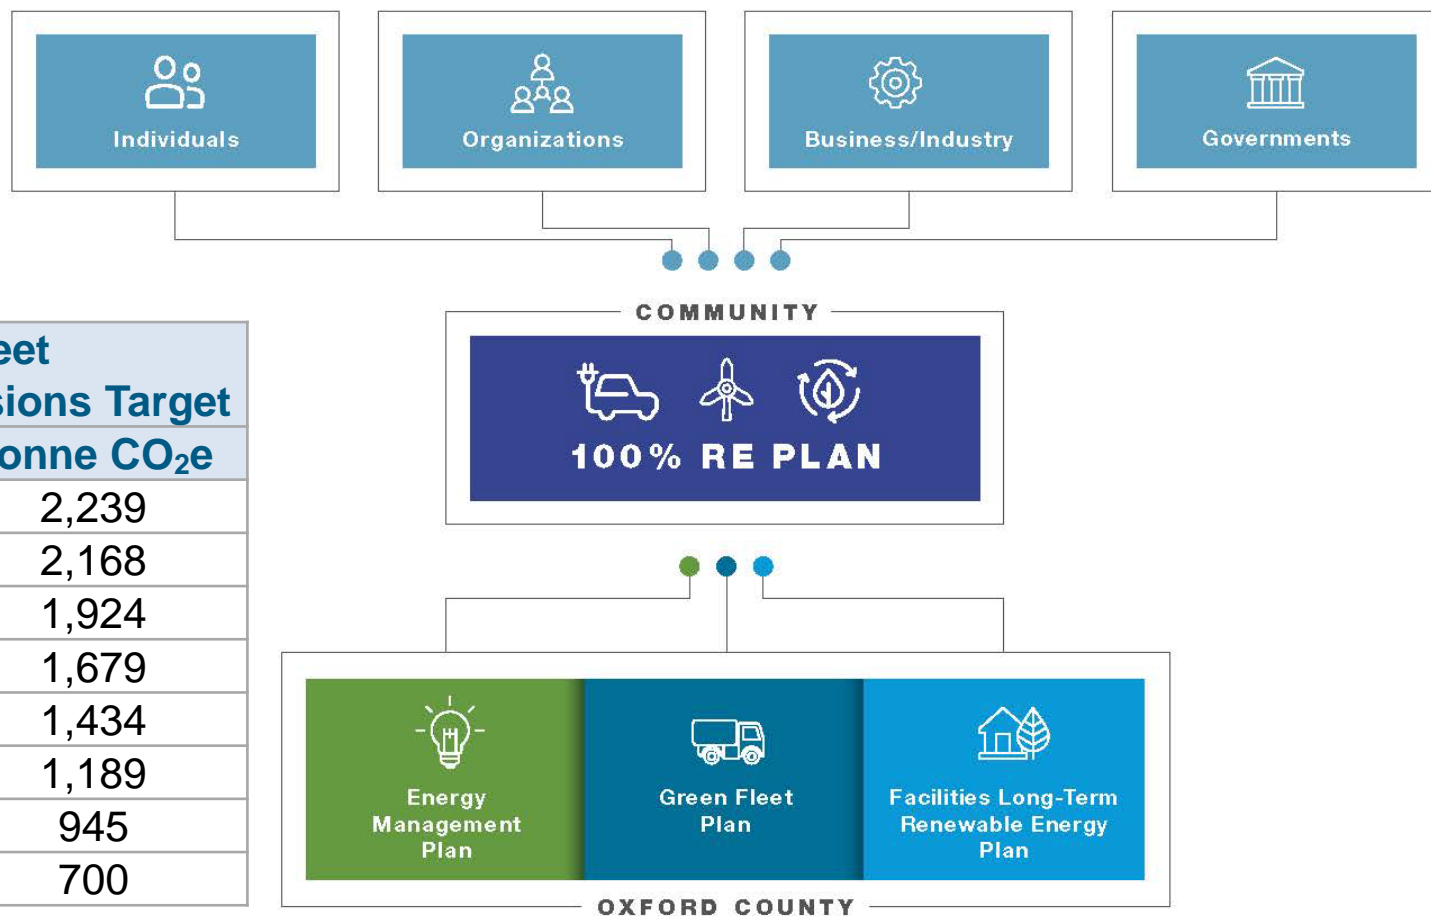 Individuals
Organizations
Business/Industry
Governments
COMMUNITY
100% RE PLAN
eet
sions Target
onne CO₂e
2,239
2,168
1,924
1,679
1,434
1,189
945
700
Energy
Management
Plan
Green Fleet
Plan
Facilities Long-Term
Renewable Energy
Plan
OXFORD COUNTY